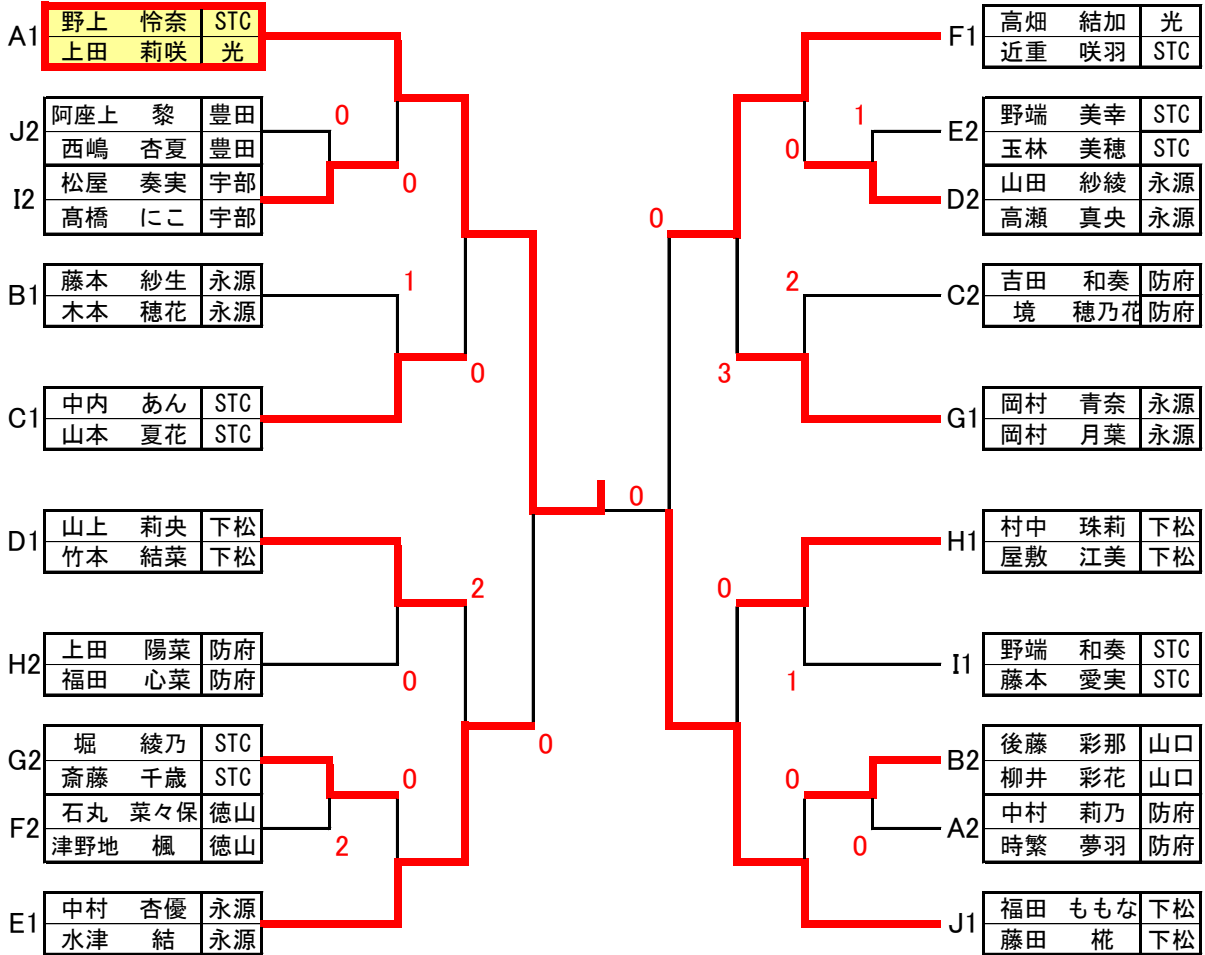 A1 野上 怜奈 STC
上田 莉咲 光
J2 阿座上 黎 豊田
西嶋 杏夏 豊田
0
I2 松屋 奏実 宇部
髙橋 にこ 宇部
0
B1 藤本 紗生 永源
木本 穂花 永源
1
0
C1 中内 あん STC
山本 夏花 STC
D1 山上 莉央 下松
竹本 結菜 下松
2
H2 上田 陽菜 防府
福田 心菜 防府
0
G2 堀 綾乃 STC
斎藤 千歳 STC
0
0
F2 石丸 菜々保 徳山
津野地 楓 徳山
2
E1 中村 杏優 永源
水津 結 永源
0
F1 高畑 結加 光
近重 咲羽 STC
1
E2 野端 美幸 STC
玉林 美穂 STC
0
D2 山田 紗綾 永源
高瀬 真央 永源
0
2
C2 吉田 和奏 防府
境 穂乃花 防府
3
G1 岡村 青奈 永源
岡村 月葉 永源
H1 村中 珠莉 下松
屋敷 江美 下松
0
I1 野端 和奏 STC
藤本 愛実 STC
1
B2 後藤 彩那 山口
柳井 彩花 山口
0
A2 中村 莉乃 防府
時繁 夢羽 防府
0
J1 福田 ももな 下松
藤田 椛 下松